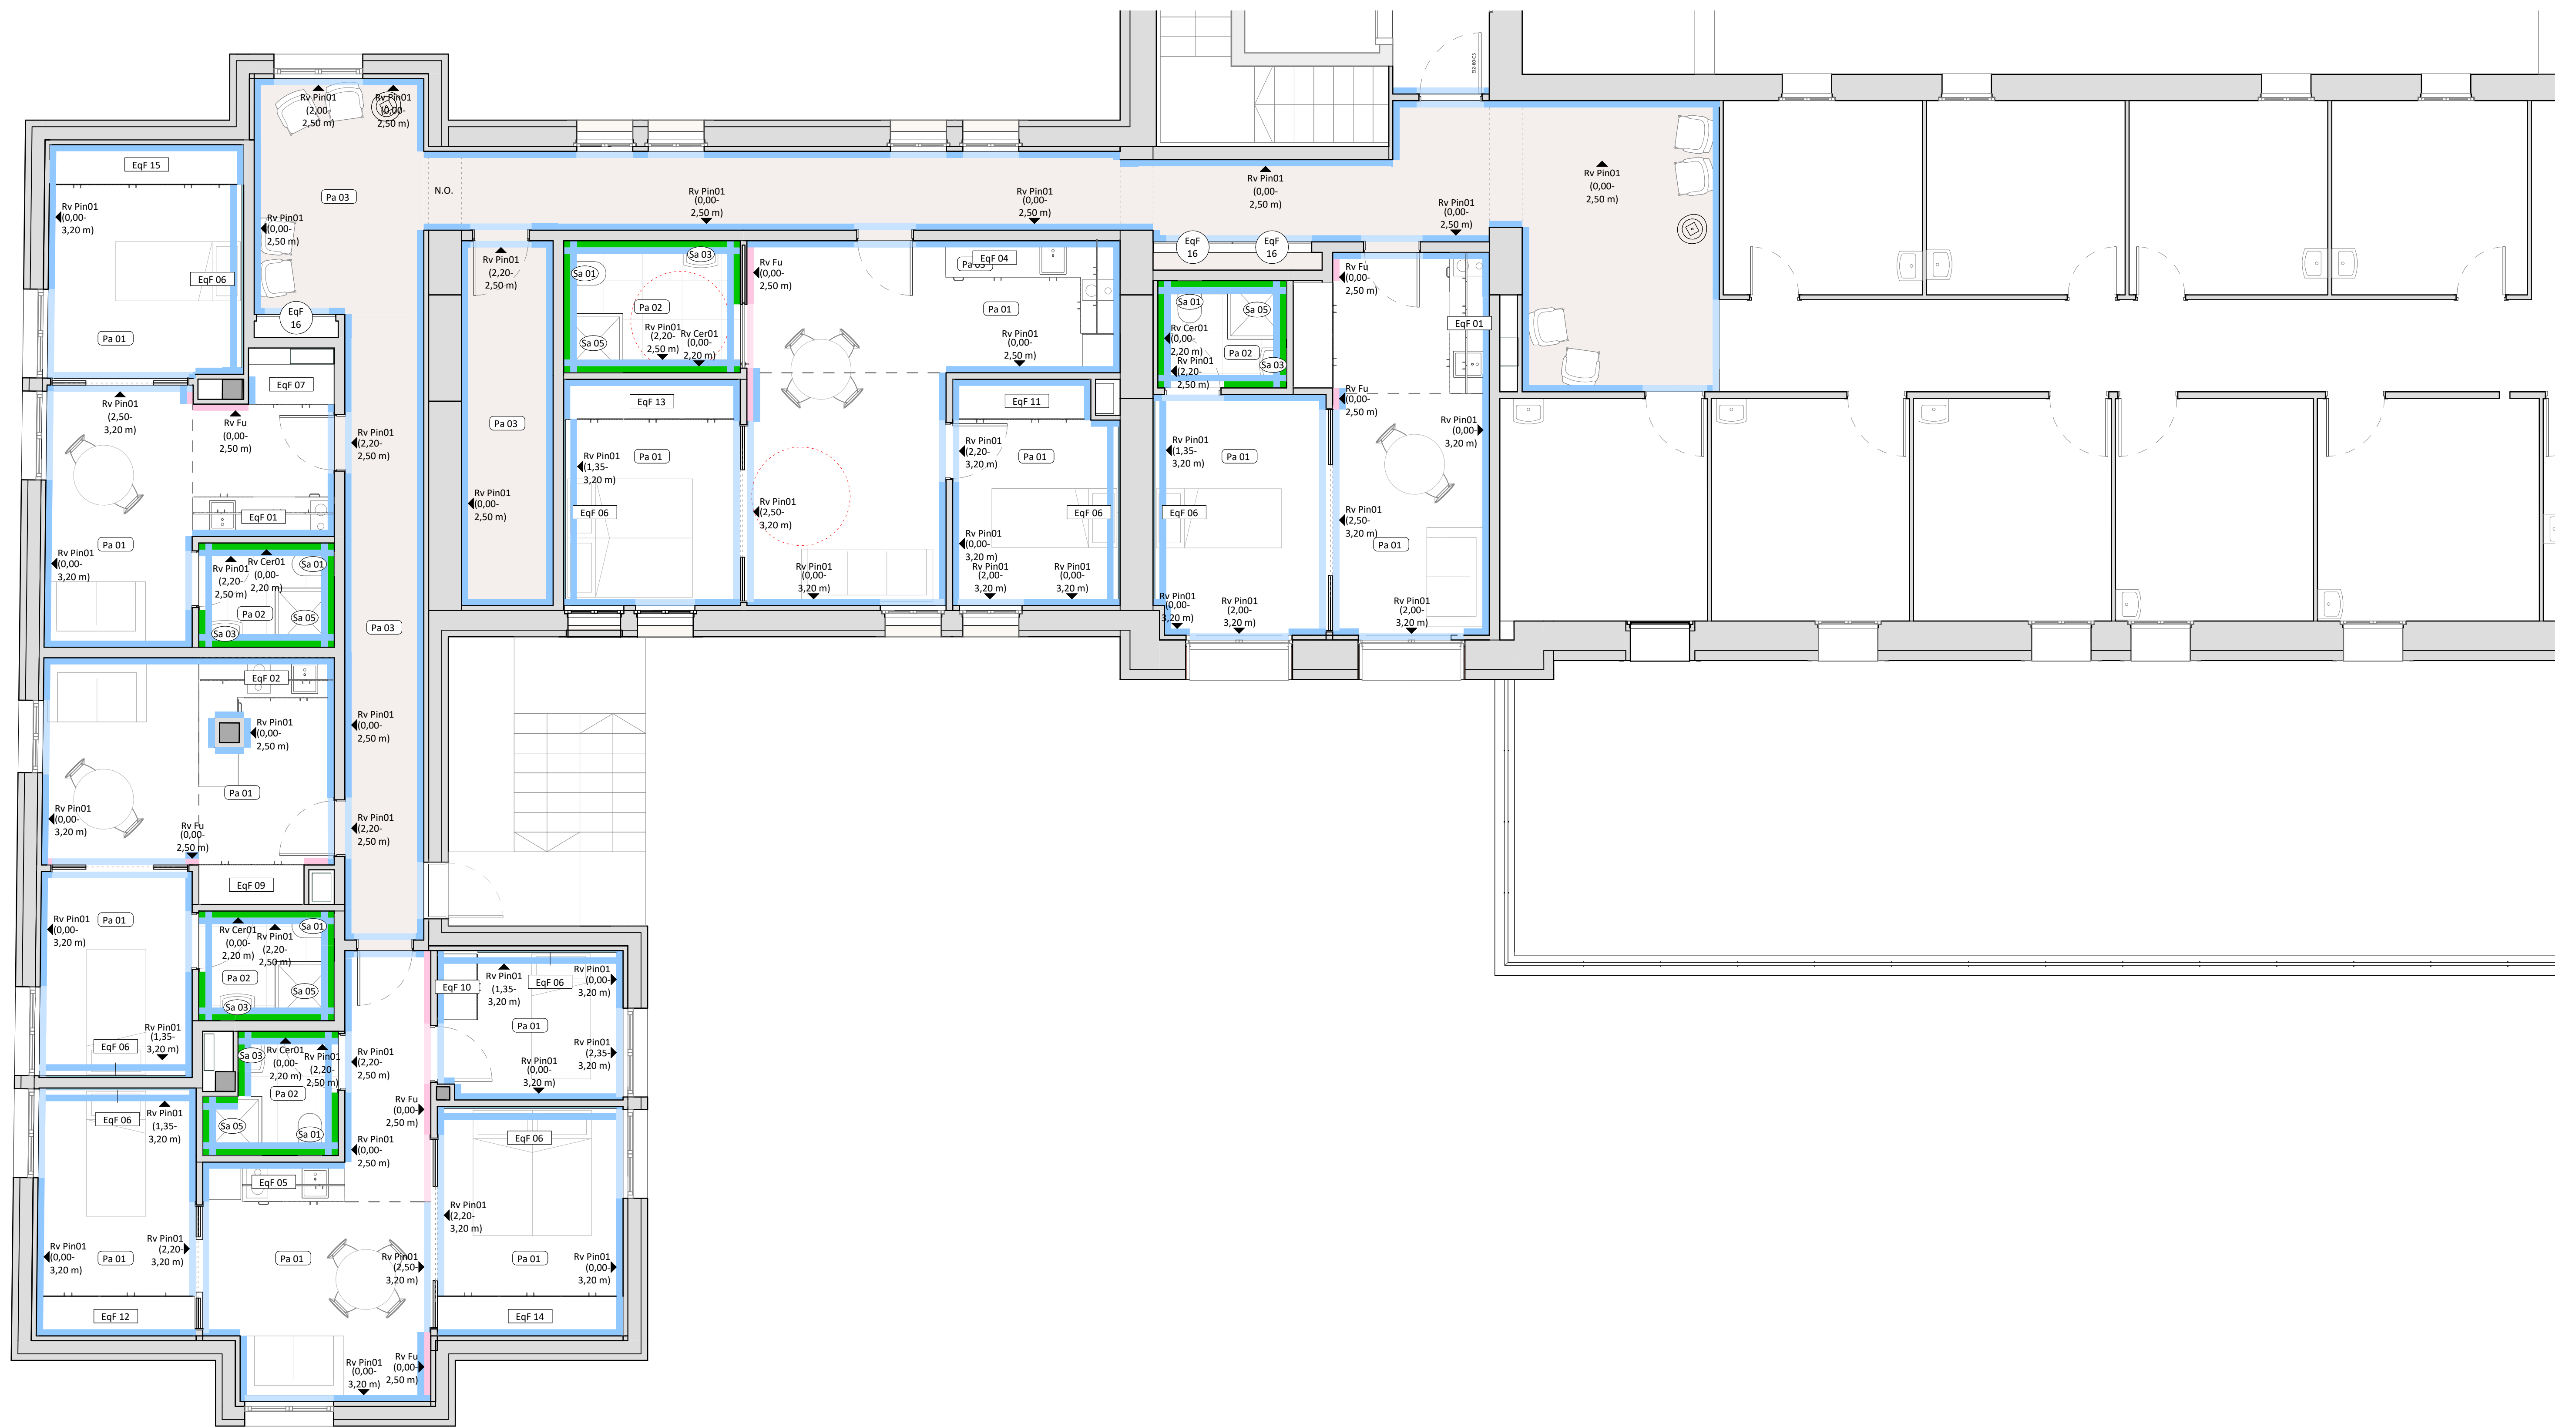 EI2-60-C5
Rv Pin01
(2,00-
2,50 m)
Rv Pin01
(0,00-
2,50 m)
EqF 15
Rv Pin01
(0,00-
3,20 m)
EqF 06
Pa 01
Pa 03
N.O.
Rv Pin01
(0,00-
2,50 m)
EqF
16
Rv Pin01
(0,00-
2,50 m)
Rv Pin01
(0,00-
2,50 m)
Rv Pin01
(0,00-
2,50 m)
Rv Pin01
(0,00-
2,50 m)
Rv Pin01
(0,00-
2,50 m)
EqF
16
EqF
16
Rv Pin01
(2,20-
2,50 m)
Sa 01
Sa 03
Pa 02
Rv Pin01
(2,20-
2,50 m)
Rv Cer01
(0,00-
2,20 m)
Sa 05
Rv Fu
(0,00-
2,50 m)
EqF 04
Pa 01
Rv Pin01
(0,00-
2,50 m)
Sa 01
Sa 05
Rv Cer01
(0,00-
2,20 m)
Pa 02
Rv Pin01
(2,20-
2,50 m)
Sa 03
Rv Fu
(0,00-
2,50 m)
EqF 01
Rv Fu
(0,00-
2,50 m)
EqF 07
Rv Pin01
(2,50-
3,20 m)
Rv Fu
(0,00-
2,50 m)
Rv Pin01
(2,20-
2,50 m)
Pa 03
Rv Pin01
(0,00-
2,50 m)
EqF 13
Rv Pin01
(1,35-
3,20 m)
Pa 01
EqF 06
Rv Pin01
(2,50-
3,20 m)
Rv Pin01
(0,00-
3,20 m)
EqF 11
Rv Pin01
(2,20-
3,20 m)
Pa 01
EqF 06
Rv Pin01
(0,00-
3,20 m)
Rv Pin01
(2,00-
3,20 m)
Rv Pin01
(0,00-
3,20 m)
Rv Pin01
(1,35-
3,20 m)
Pa 01
EqF 06
Rv Pin01
(0,00-
3,20 m)
Rv Pin01
(2,00-
3,20 m)
Rv Pin01
(0,00-
3,20 m)
Rv Pin01
(2,50-
3,20 m)
Pa 01
Rv Pin01
(2,00-
3,20 m)
EqF 01
Pa 01
Rv Pin01
(0,00-
3,20 m)
Rv Pin01
(2,20-
2,50 m)
Rv Cer01
(0,00-
2,20 m)
Sa 01
Pa 02
Sa 05
Sa 03
Pa 03
EqF 02
Rv Pin01
(0,00-
2,50 m)
Rv Pin01
(0,00-
2,50 m)
Pa 01
Rv Pin01
(0,00-
3,20 m)
Rv Fu
(0,00-
2,50 m)
Rv Pin01
(2,20-
2,50 m)
EqF 09
Pa 01
Rv Pin01
(0,00-
3,20 m)
Rv Cer01
(0,00-
2,20 m)
Rv Pin01
(2,20-
2,50 m)
Sa 01
Pa 02
Sa 05
Sa 03
Rv Pin01
(1,35-
3,20 m)
EqF 06
EqF 10
Rv Pin01
(1,35-
3,20 m)
EqF 06
Rv Pin01
(0,00-
3,20 m)
Pa 01
Rv Pin01
(0,00-
3,20 m)
Rv Pin01
(2,35-
3,20 m)
Sa 03
Rv Cer01
(0,00-
2,20 m)
Rv Pin01
(2,20-
2,50 m)
Pa 02
Sa 05
Sa 01
Rv Pin01
(2,20-
2,50 m)
Rv Fu
(0,00-
2,50 m)
Rv Pin01
(0,00-
2,50 m)
EqF 06
Rv Pin01
(1,35-
3,20 m)
EqF 06
EqF 05
Rv Pin01
(2,20-
3,20 m)
Rv Pin01
(0,00-
3,20 m)
Pa 01
Rv Pin01
(2,20-
3,20 m)
Pa 01
Rv Pin01
(2,50-
3,20 m)
Pa 01
Rv Pin01
(0,00-
3,20 m)
EqF 12
EqF 14
Rv Pin01
(0,00-
3,20 m)
Rv Fu
(0,00-
2,50 m)